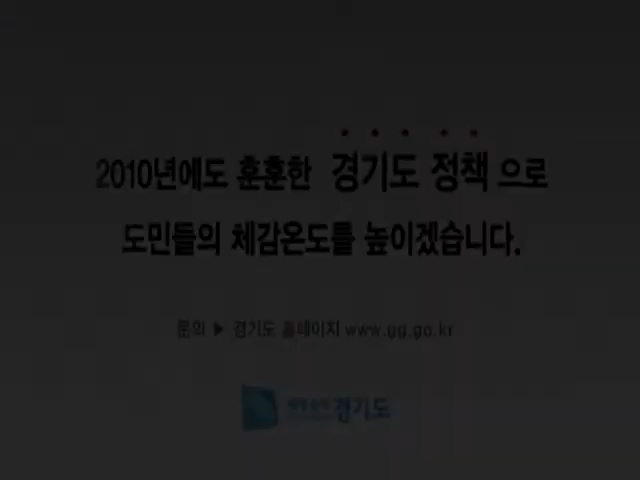 2010년에도 훈훈한 경기도 정책 으로
도민들의 체감온도를 높이겠습니다.
문의 ▶ 경기도 홈페이지 www.gg.go.kr
경기도